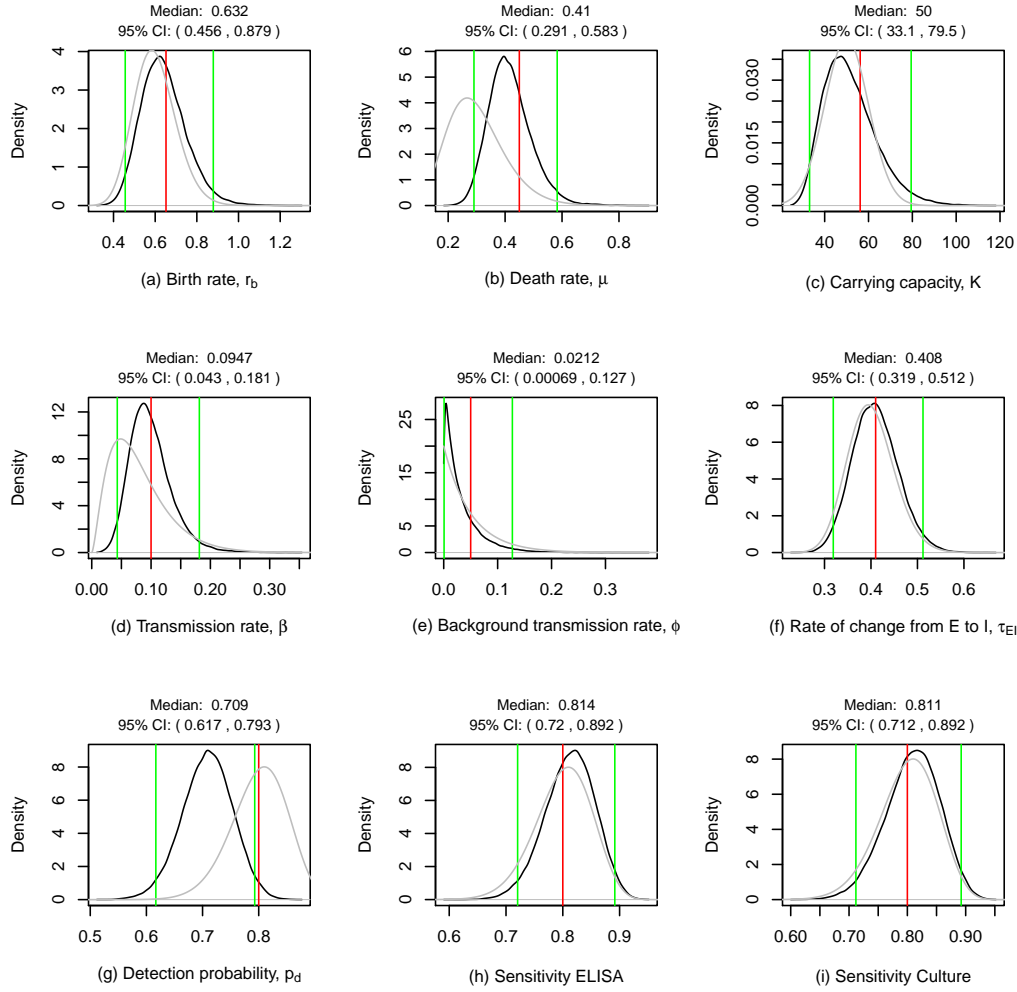 Median: 0.632
95% CI: ( 0.456 , 0.879 )
Density
0 1 2 3 4
0.4 0.6 0.8 1.0 1.2
(a) Birth rate, r_b
Median: 0.41
95% CI: ( 0.291 , 0.583 )
Density
0 1 2 3 4 5 6
0.2 0.4 0.6 0.8
(b) Death rate, μ
Median: 50
95% CI: ( 33.1 , 79.5 )
Density
0.000 0.015 0.030
40 60 80 100 120
(c) Carrying capacity, K
Median: 0.0947
95% CI: ( 0.043 , 0.181 )
Density
0 4 8 12
0.00 0.10 0.20 0.30
(d) Transmission rate, β
Median: 0.0212
95% CI: ( 0.00069 , 0.127 )
Density
0 5 15 25
0.0 0.1 0.2 0.3
(e) Background transmission rate, ϕ
Median: 0.408
95% CI: ( 0.319 , 0.512 )
Density
0 2 4 6 8
0.3 0.4 0.5 0.6
(f) Rate of change from E to I, τ_EI
Median: 0.709
95% CI: ( 0.617 , 0.793 )
Density
0 2 4 6 8
0.5 0.6 0.7 0.8
(g) Detection probability, p_d
Median: 0.814
95% CI: ( 0.72 , 0.892 )
Density
0 2 4 6 8
0.6 0.7 0.8 0.9
(h) Sensitivity ELISA
Median: 0.811
95% CI: ( 0.712 , 0.892 )
Density
0 2 4 6 8
0.60 0.70 0.80 0.90
(i) Sensitivity Culture